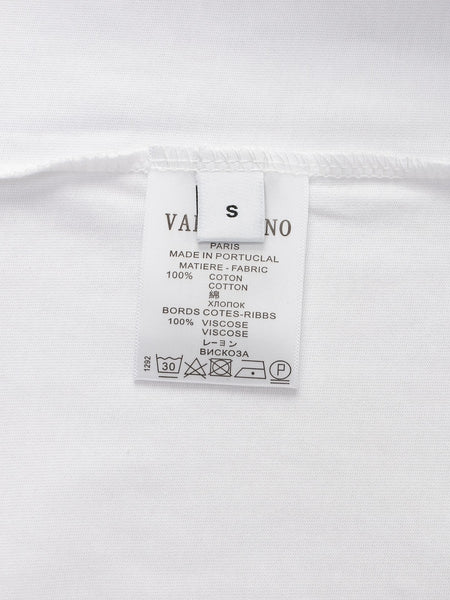 S
VAL NO
PARIS
MADE IN PORTUCLAL
MATIERE - FABRIC
100% COTON
COTTON
綿
ХЛОПОК
BORDS COTES-RIBBS
100% VISCOSE
VISCOSE
レーヨン
ВИСКОЗА
1292
30
P